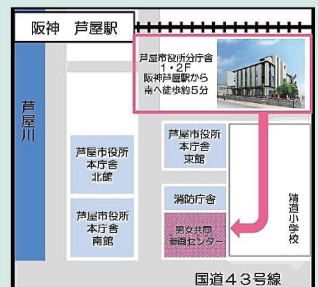 阪神 芦屋駅
芦屋市役所分庁舎
1・2F
阪神芦屋駅から
南へ徒歩約5分
芦屋川
芦屋市役所
本庁舎
北館
芦屋市役所
本庁舎
東館
芦屋市役所
本庁舎
南館
消防庁舎
男女共同
参画センター
精道小学校
国道43号線